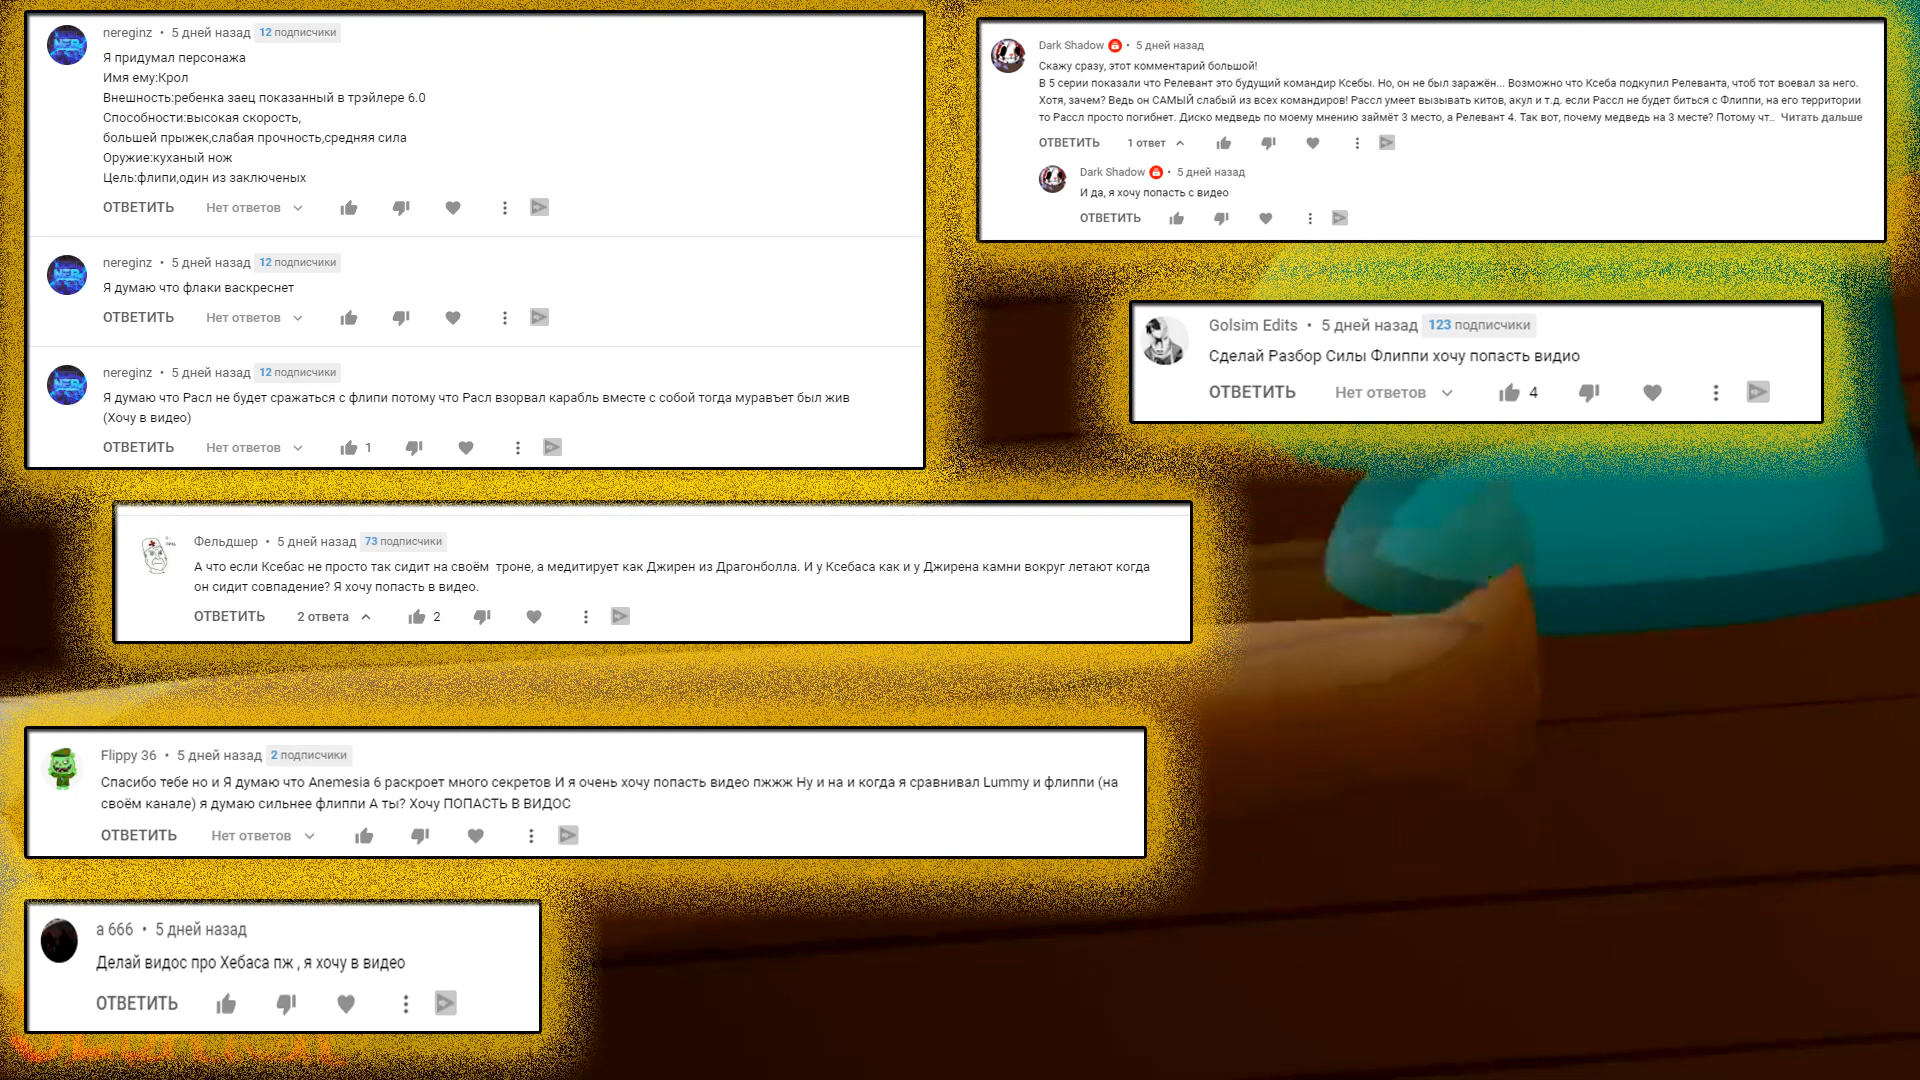 nereginz • 5 дней назад 12 подписчики
Я придумал персонажа
Имя ему:Крол
Внешность:ребенка заец показанный в трэйлере 6.0
Способности:высокая скорость,
большей прыжек,слабая прочность,средняя сила
Оружие:куханый нож
Цель:флипи,один из заключеных
ОТВЕТИТЬ Нет ответов
nereginz • 5 дней назад 12 подписчики
Я думаю что флаки васкреснет
ОТВЕТИТЬ Нет ответов
nereginz • 5 дней назад 12 подписчики
Я думаю что Расл не будет сражаться с флипи потому что Расл взорвал карабль вместе с собой тогда муравъет был жив
(Хочу в видео)
ОТВЕТИТЬ Нет ответов 1
Dark Shadow • 5 дней назад
Скажу сразу, этот комментарий большой!
В 5 серии показали что Релевант это будущий командир Ксебы. Но, он не был заражён... Возможно что Ксеба подкупил Релеванта, чтоб тот воевал за него.
Хотя, зачем? Ведь он САМЫЙ слабый из всех командиров! Рассл умеет вызывать китов, акул и т.д. если Рассл не будет биться с Флиппи, на его территории
то Рассл просто погибнет. Диско медведь по моему мнению займёт 3 место, а Релевант 4. Так вот, почему медведь на 3 месте? Потому чт... Читать дальше
ОТВЕТИТЬ 1 ответ
Dark Shadow • 5 дней назад
И да, я хочу попасть с видео
ОТВЕТИТЬ
Golsim Edits • 5 дней назад 123 подписчики
Сделай Разбор Силы Флиппи хочу попасть видио
ОТВЕТИТЬ Нет ответов 4
Фельдшер • 5 дней назад 73 подписчики
А что если Ксебас не просто так сидит на своём троне, а медитирует как Джирен из Драгонболла. И у Ксебаса как и у Джирена камни вокруг летают когда
он сидит совпадение? Я хочу попасть в видео.
ОТВЕТИТЬ 2 ответа 2
Flippy 36 • 5 дней назад 2 подписчики
Спасибо тебе но и Я думаю что Anemesia 6 раскроет много секретов И я очень хочу попасть видео пжжж Ну и на и когда я сравнивал Lummy и флиппи (на
своём канале) я думаю сильнее флиппи А ты? Хочу ПОПАСТЬ В ВИДОС
ОТВЕТИТЬ Нет ответов
a 666 • 5 дней назад
Делай видос про Хебаса пж , я хочу в видео
ОТВЕТИТЬ